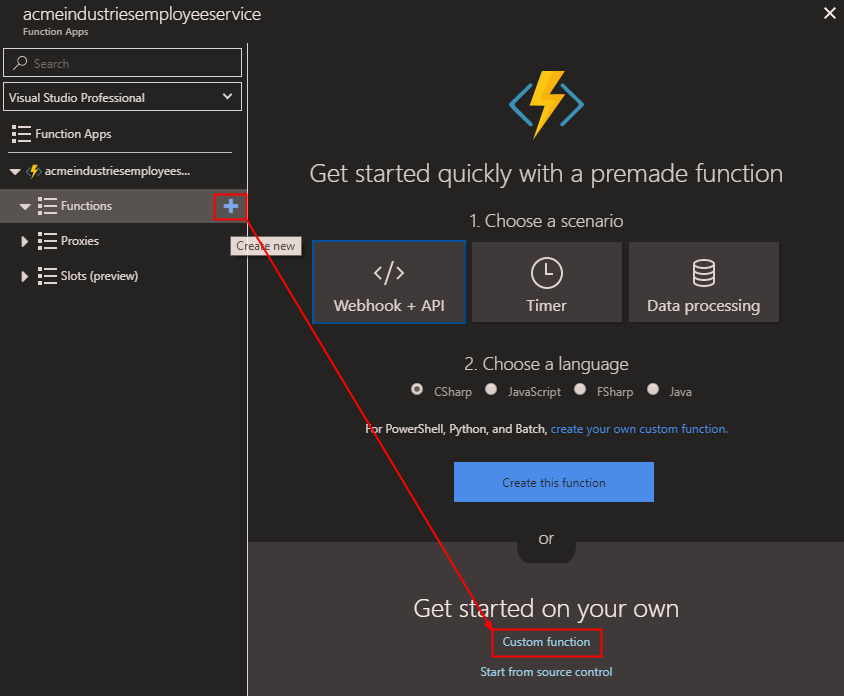 acmeindustriesemployeeservice
Function Apps
Search
Visual Studio Professional
Function Apps
acmeindustriesemployees...
Functions
Create new
Proxies
Slots (preview)
Get started quickly with a premade function
1. Choose a scenario
Webhook + API
Timer
Data processing
2. Choose a language
CSharp JavaScript FSharp Java
For PowerShell, Python, and Batch, create your own custom function.
Create this function
or
Get started on your own
Custom function
Start from source control